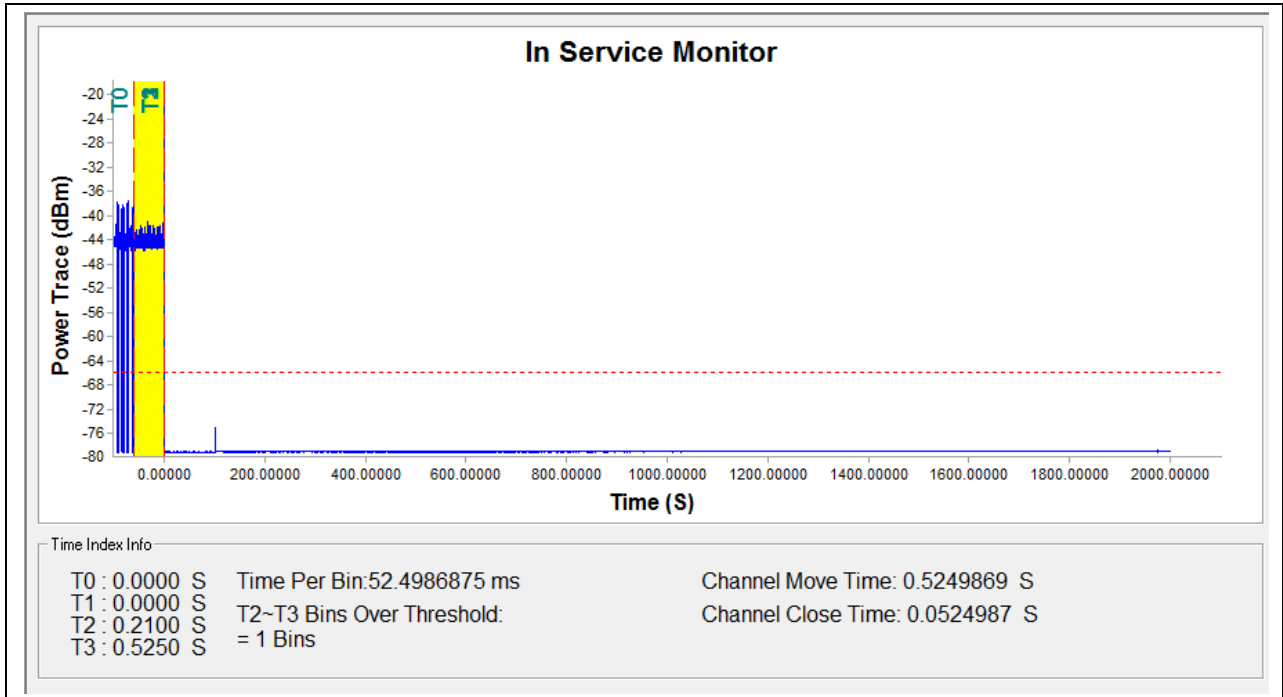 In Service Monitor
Power Trace (dBm)
-20
-24
-28
-32
-36
-40
-44
-48
-52
-56
-60
-64
-68
-72
-76
-80
T0
0.00000 200.00000 400.00000 600.00000 800.00000 1000.00000 1200.00000 1400.00000 1600.00000 1800.00000 2000.00000
Time (S)
Time Index Info
T0 : 0.0000 S
T1 : 0.0000 S
T2 : 0.2100 S
T3 : 0.5250 S
Time Per Bin:52.4986875 ms
T2~T3 Bins Over Threshold:
= 1 Bins
Channel Move Time: 0.5249869 S
Channel Close Time: 0.0524987 S